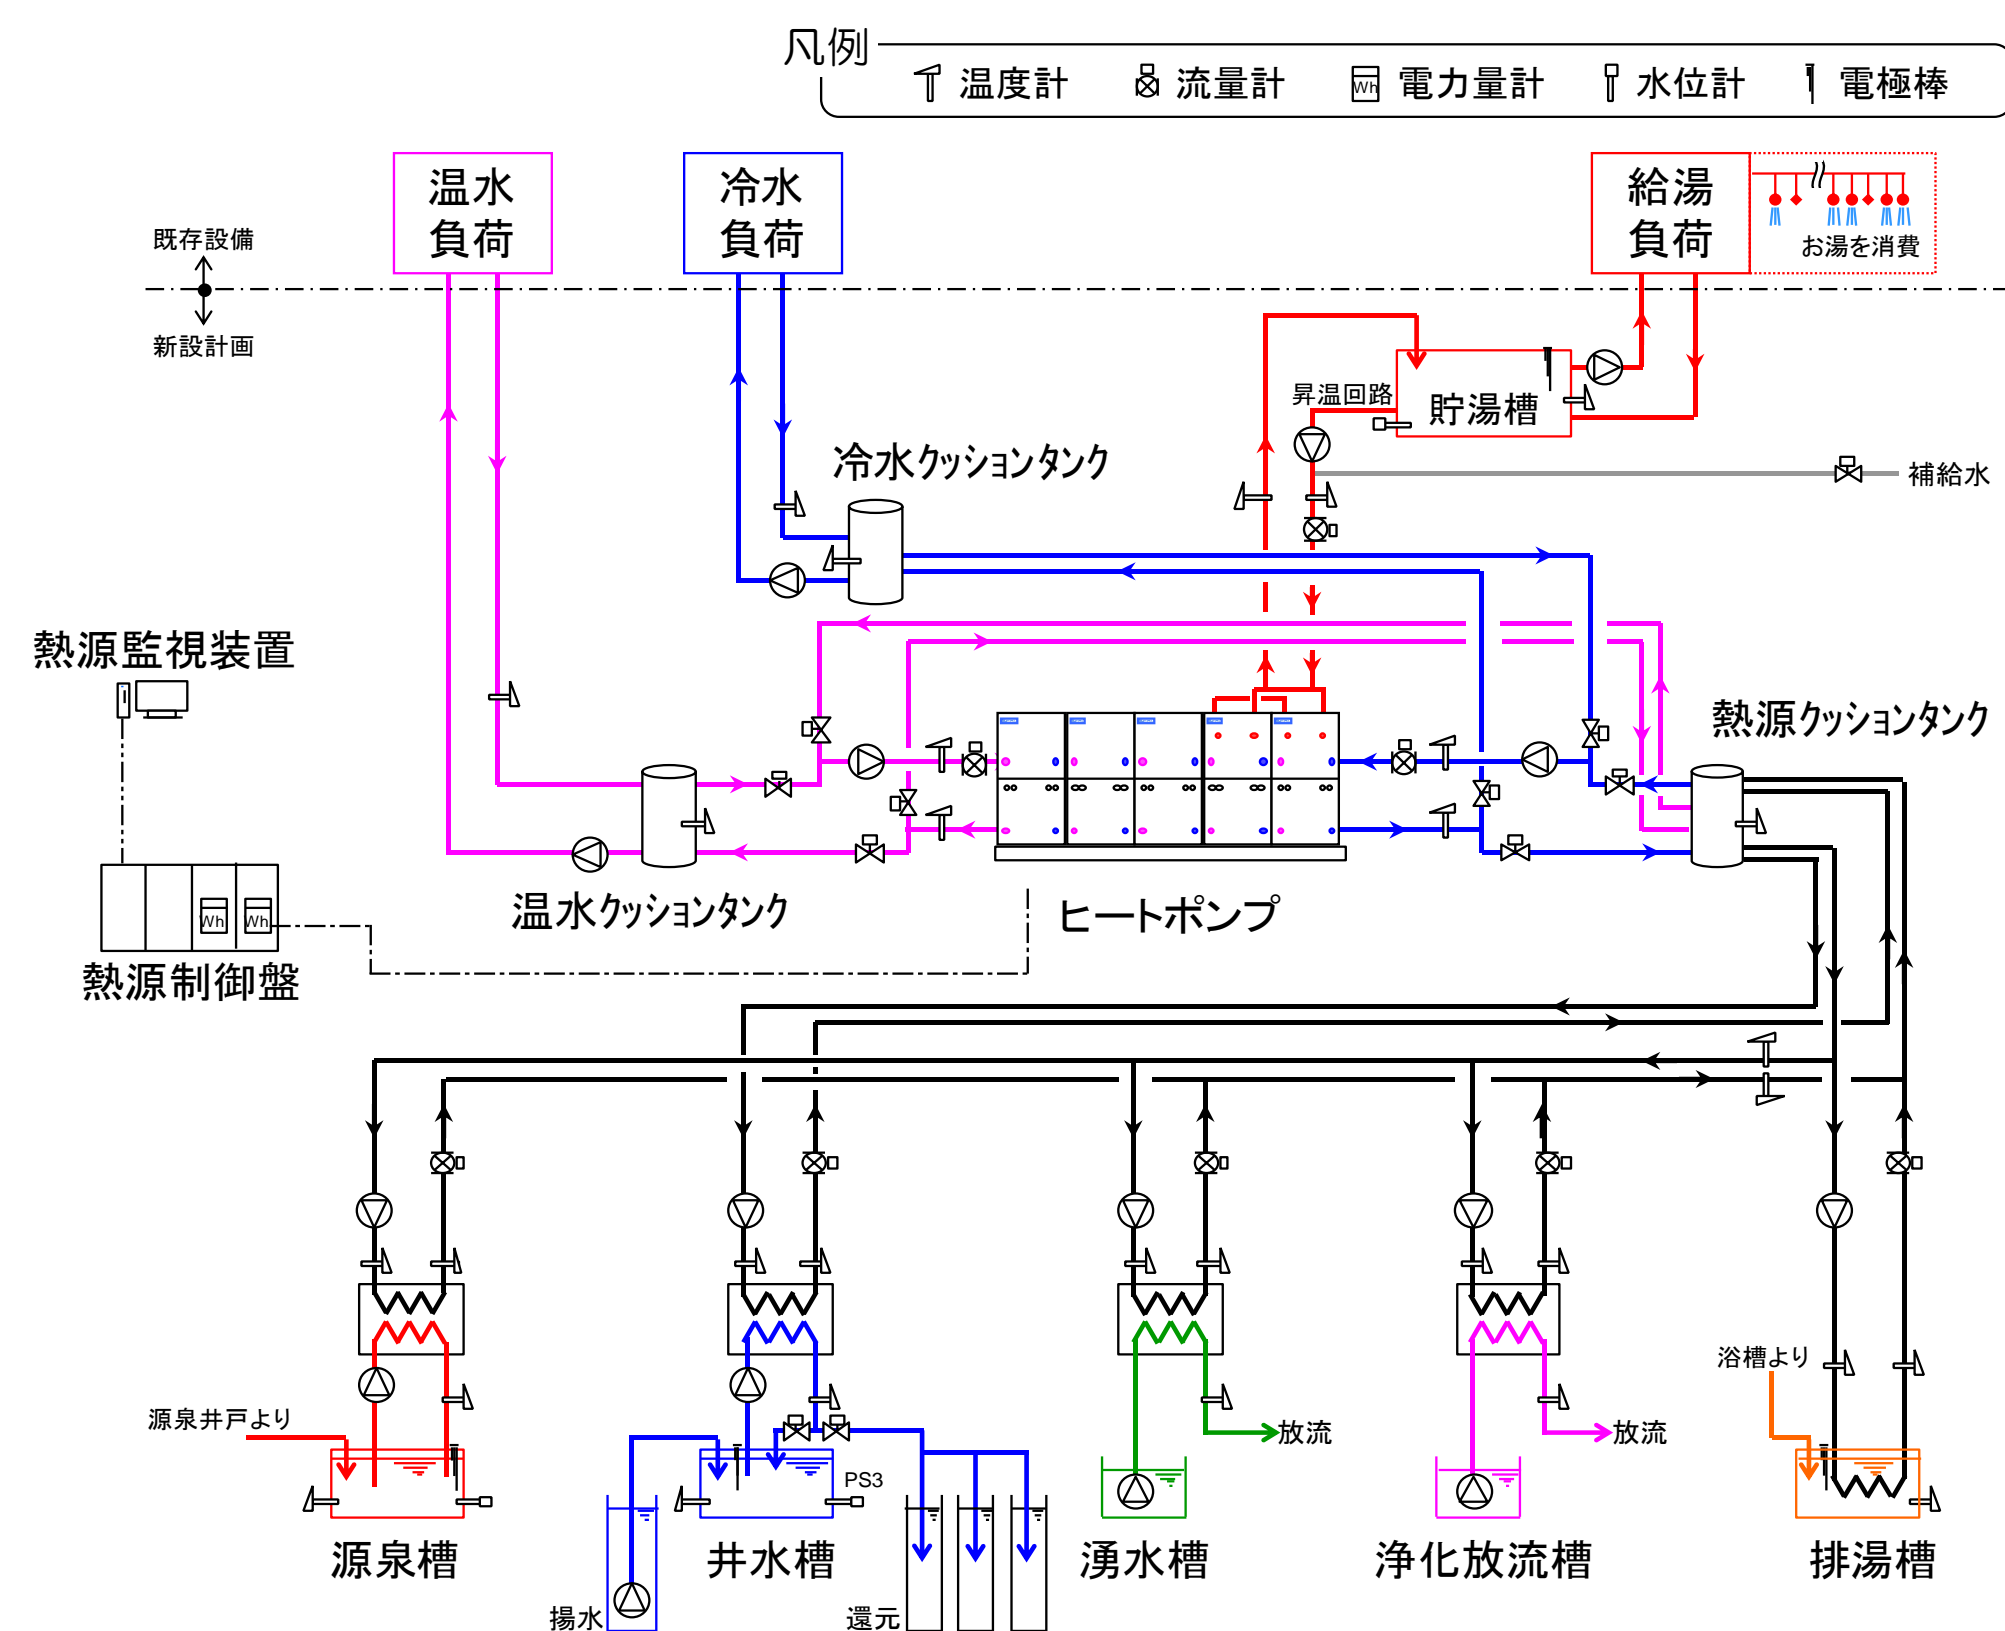 凡例
温度計
流量計
Wh
電力量計
水位計
電極棒
温水
負荷
冷水
負荷
給湯
負荷
お湯を消費
既存設備
新設計画
昇温回路
貯湯槽
補給水
冷水クッションタンク
熱源監視装置
熱源クッションタンク
温水クッションタンク
ヒートポンプ
Wh
Wh
熱源制御盤
浴槽より
源泉井戸より
放流
放流
PS3
源泉槽
井水槽
湧水槽
浄化放流槽
排湯槽
揚水
還元